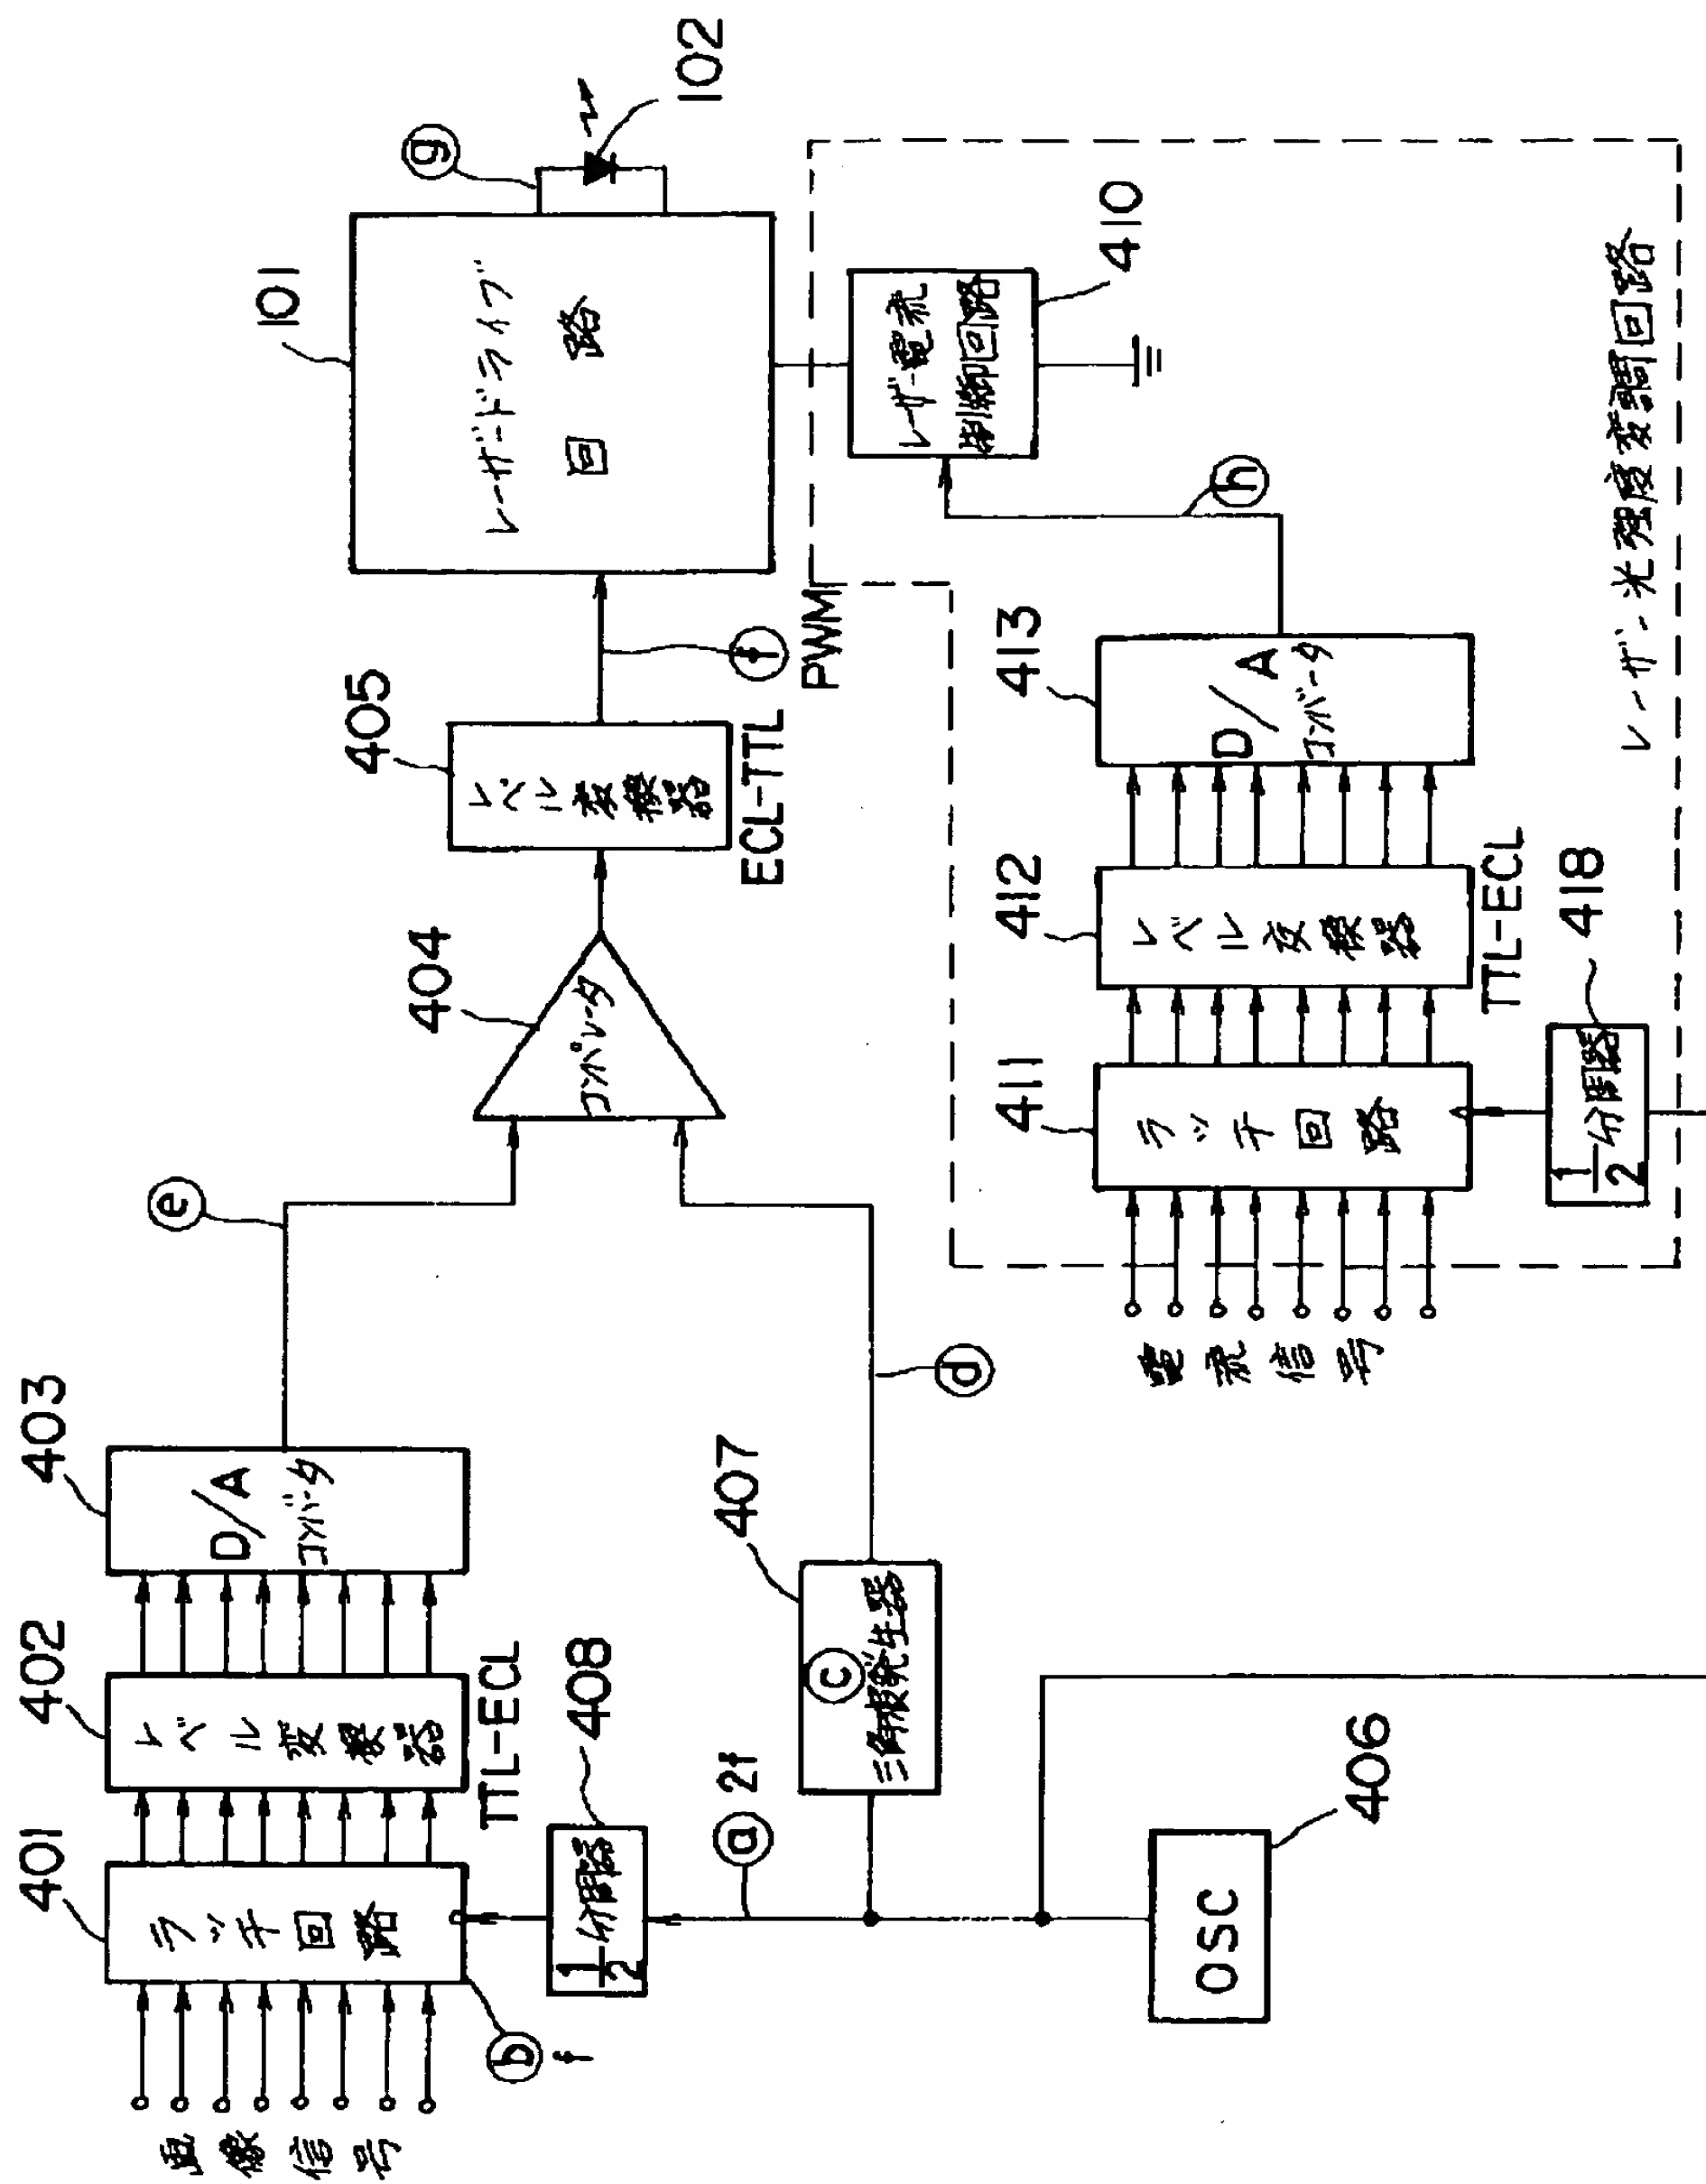 画像信号
401
ラッチ回路
ⓑ f
402
レベル変換器
TTL-ECL
403
D/A
コンバータ
408
1/2分周器
ⓐ 2f
407
ⓒ
三角波発生器
OSC
406
ⓔ
ⓓ
404
コンパレータ
405
レベル変換器
ECL-TTL
ⓕ
PWM
101
レーザードライブ
回路
ⓖ
102
電流信号
411
ラッチ回路
418
1/2分周器
412
レベル変換器
TTL-ECL
413
D/A
コンバータ
ⓗ
レーザー電流
制御回路
410
レーザー光強度変調回路